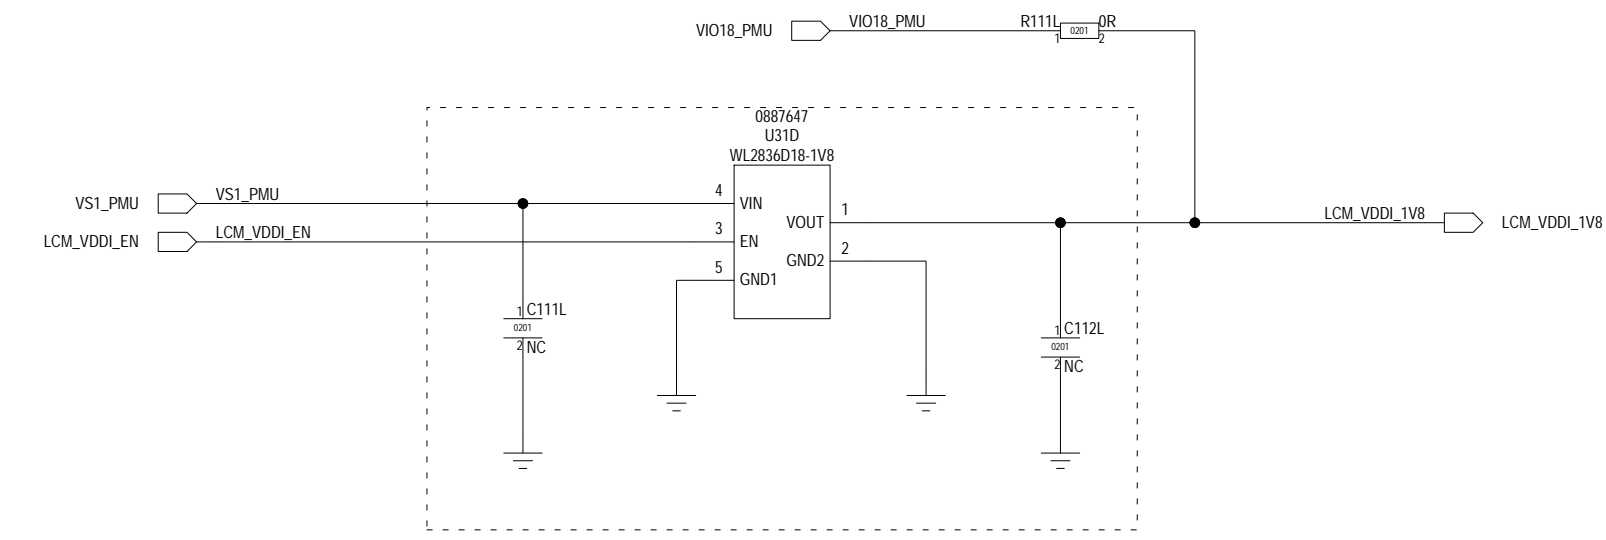 VIO18_PMU
VIO18_PMU
R111L
0R
1
0201
2
0887647
U31D
WL2836D18-1V8
VS1_PMU
VS1_PMU
4
VIN
LCM_VDDI_EN
LCM_VDDI_EN
3
EN
5
GND1
VOUT
1
GND2
2
LCM_VDDI_1V8
LCM_VDDI_1V8
1
C111L
0201
2
NC
1
C112L
0201
2
NC